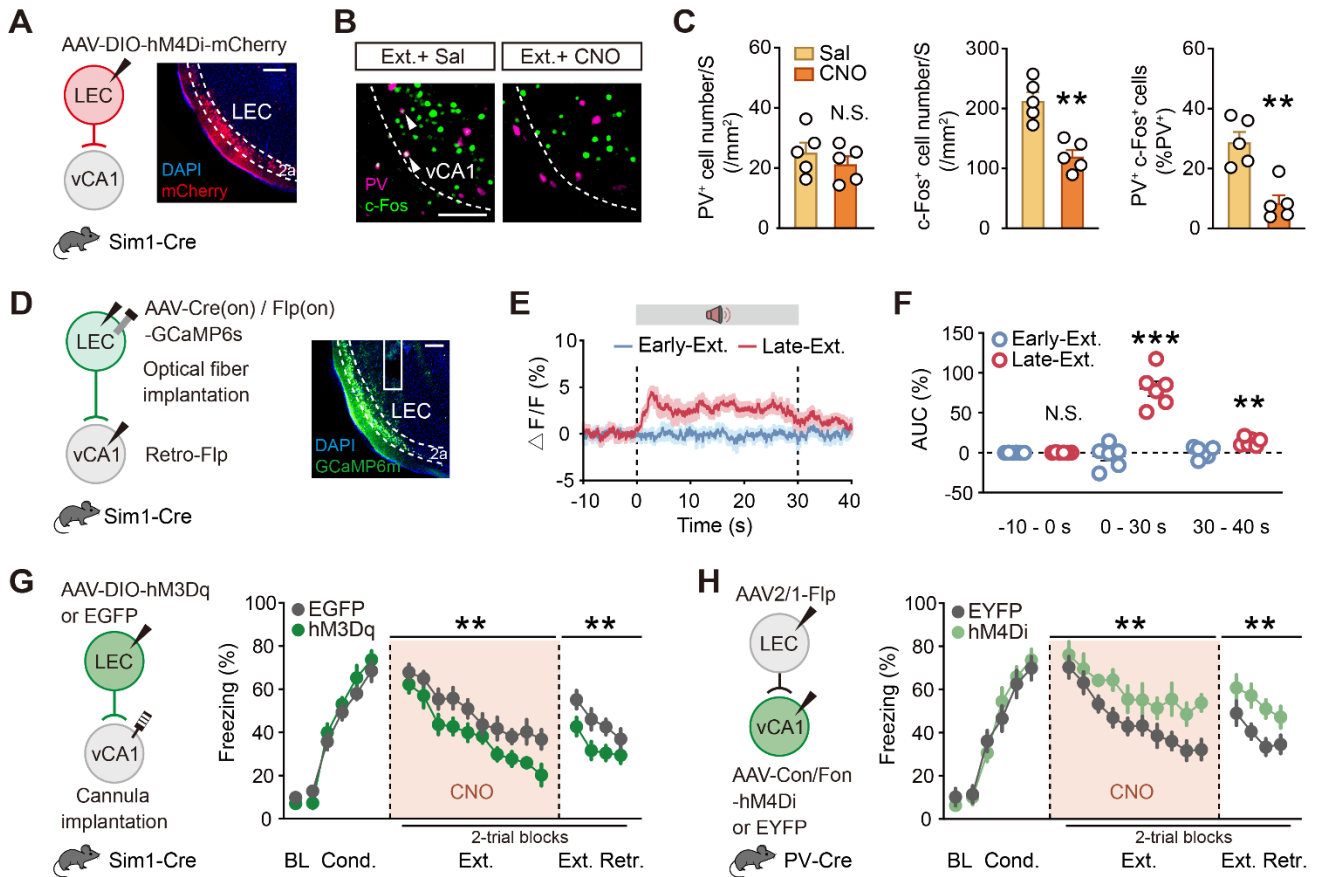 A
AAV-DIO-hM4Di-mCherry
LEC
vCA1
Sim1-Cre
LEC
DAPI
mCherry
2a
B
Ext.+ Sal
Ext.+ CNO
vCA1
PV
c-Fos
C
PV⁺ cell number/S
(/mm²)
60
40
20
0
Sal
CNO
N.S.
c-Fos⁺ cell number/S
(/mm²)
300
200
100
0
**
PV⁺ c-Fos⁺ cells
(%PV⁺)
60
40
20
0
**
D
AAV-Cre(on) / Flp(on)
-GCaMP6s
LEC
Optical fiber
implantation
vCA1
Retro-Flp
Sim1-Cre
LEC
DAPI
GCaMP6m
2a
E
Early-Ext.
Late-Ext.
△F/F (%)
10
5
0
-5
-10 0 10 20 30 40
Time (s)
F
AUC (%)
150
100
50
0
-50
Early-Ext.
Late-Ext.
N.S.
***
**
-10 - 0 s
0 - 30 s
30 - 40 s
G
AAV-DIO-hM3Dq
or EGFP
LEC
vCA1
Cannula
implantation
Sim1-Cre
Freezing (%)
100
80
60
40
20
0
EGFP
hM3Dq
**
**
CNO
2-trial blocks
BL Cond. Ext. Ext. Retr.
H
AAV2/1-Flp
LEC
vCA1
AAV-Con/Fon
-hM4Di
or EYFP
PV-Cre
Freezing (%)
100
80
60
40
20
0
EYFP
hM4Di
**
**
CNO
2-trial blocks
BL Cond. Ext. Ext. Retr.